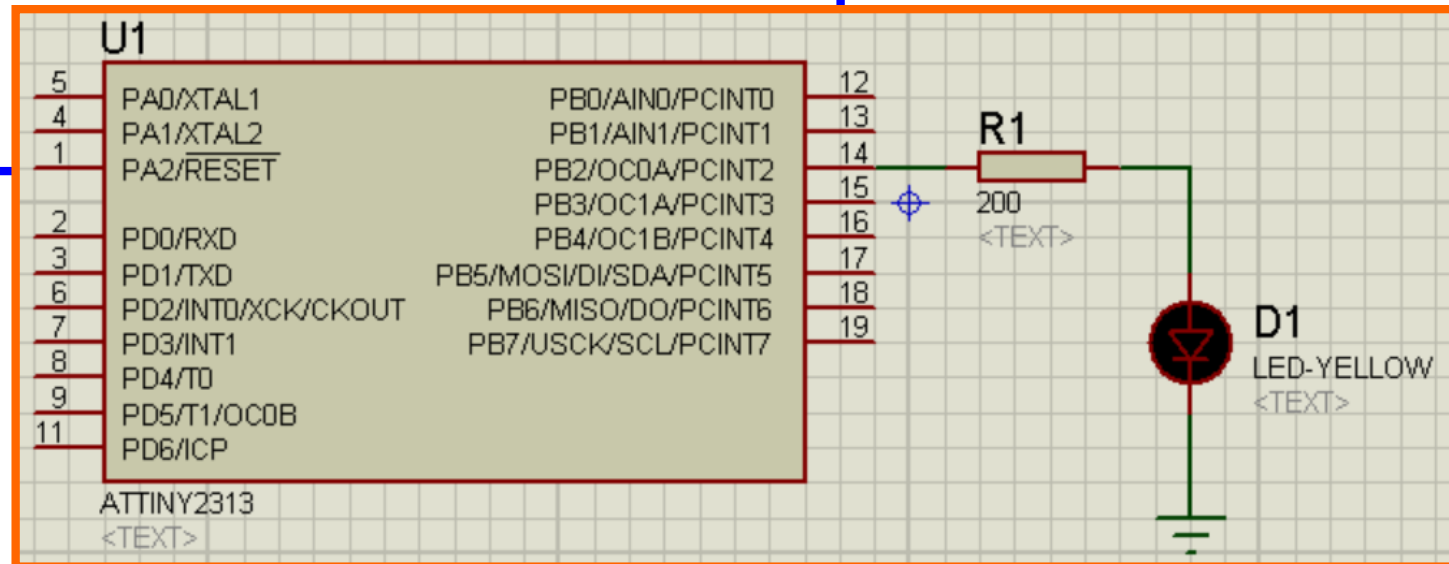 U1
5 PA0/XTAL1 PB0/AIN0/PCINT0 12
4 PA1/XTAL2 PB1/AIN1/PCINT1 13
1 PA2/RESET PB2/OC0A/PCINT2 14
PB3/OC1A/PCINT3 15
2 PD0/RXD PB4/OC1B/PCINT4 16
3 PD1/TXD PB5/MOSI/DI/SDA/PCINT5 17
6 PD2/INT0/XCK/CKOUT PB6/MISO/DO/PCINT6 18
7 PD3/INT1 PB7/USCK/SCL/PCINT7 19
8 PD4/T0
9 PD5/T1/OC0B
11 PD6/ICP
ATTINY2313
<TEXT>
R1
200
<TEXT>
D1
LED-YELLOW
<TEXT>